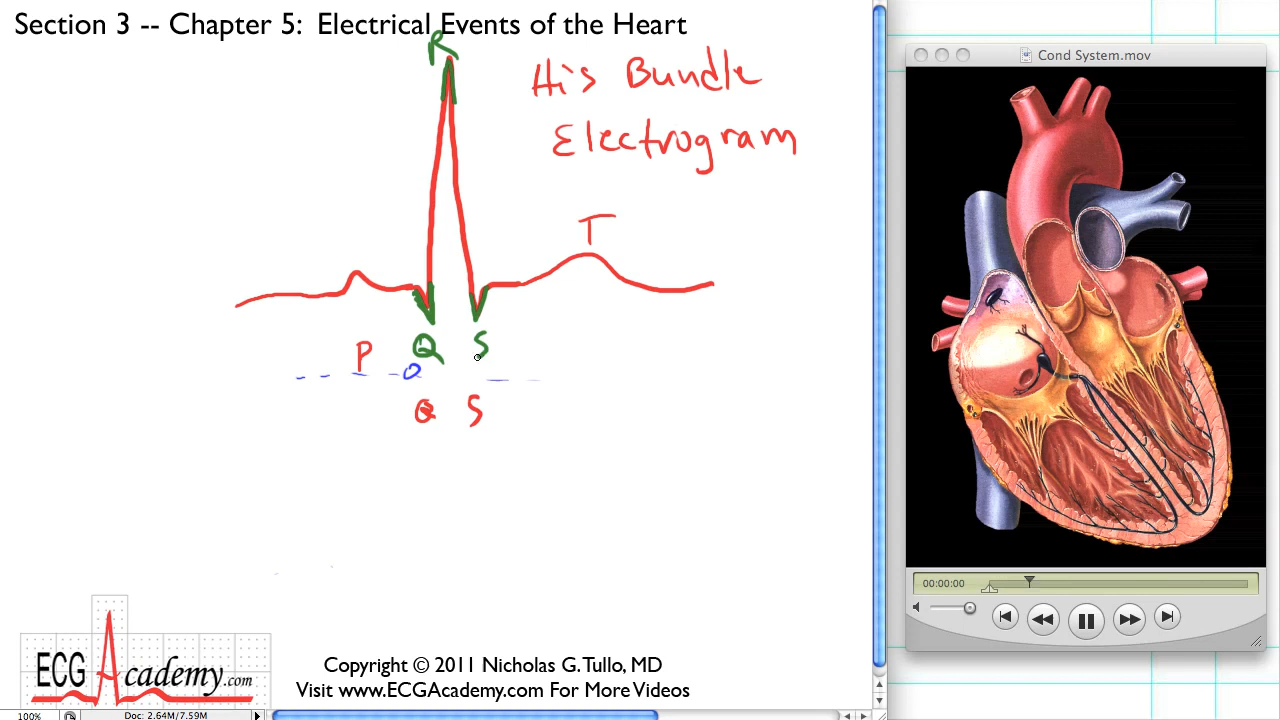 Section 3 -- Chapter 5: Electrical Events of the Heart
Cond System.mov
R
His Bundle
Electrogram
T
Q S
P
Q S
00:00:00
ECG Academy.com
Copyright © 2011 Nicholas G. Tullo, MD
Visit www.ECGAcademy.com For More Videos
100%
Doc: 2.64M/7.59M